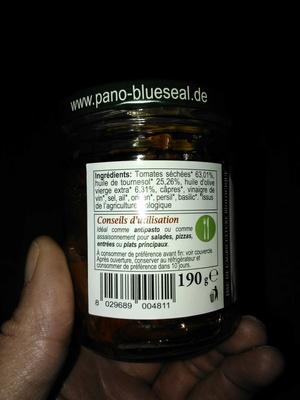 www.pano-blueseal.de
Ingrédients: Tomates séchées* 63,01%,
huile de tournesol* 25,26%, huile d'olive
vierge extra* 6,31%, câpres*, vinaigre de
vin*, sel, ail*, origan*, persil*, basilic*. *issus
de l'agriculture biologique
Conseils d'utilisation
Idéal comme antipasto ou comme
assaisonnement pour salades, pizzas,
entrées ou plats principaux.
A consommer de préférence avant fin: voir couvercle.
Après ouverture, conserver au réfrigérateur et
consommer de préférence dans 10 jours.
190 g e
8 029689 004811